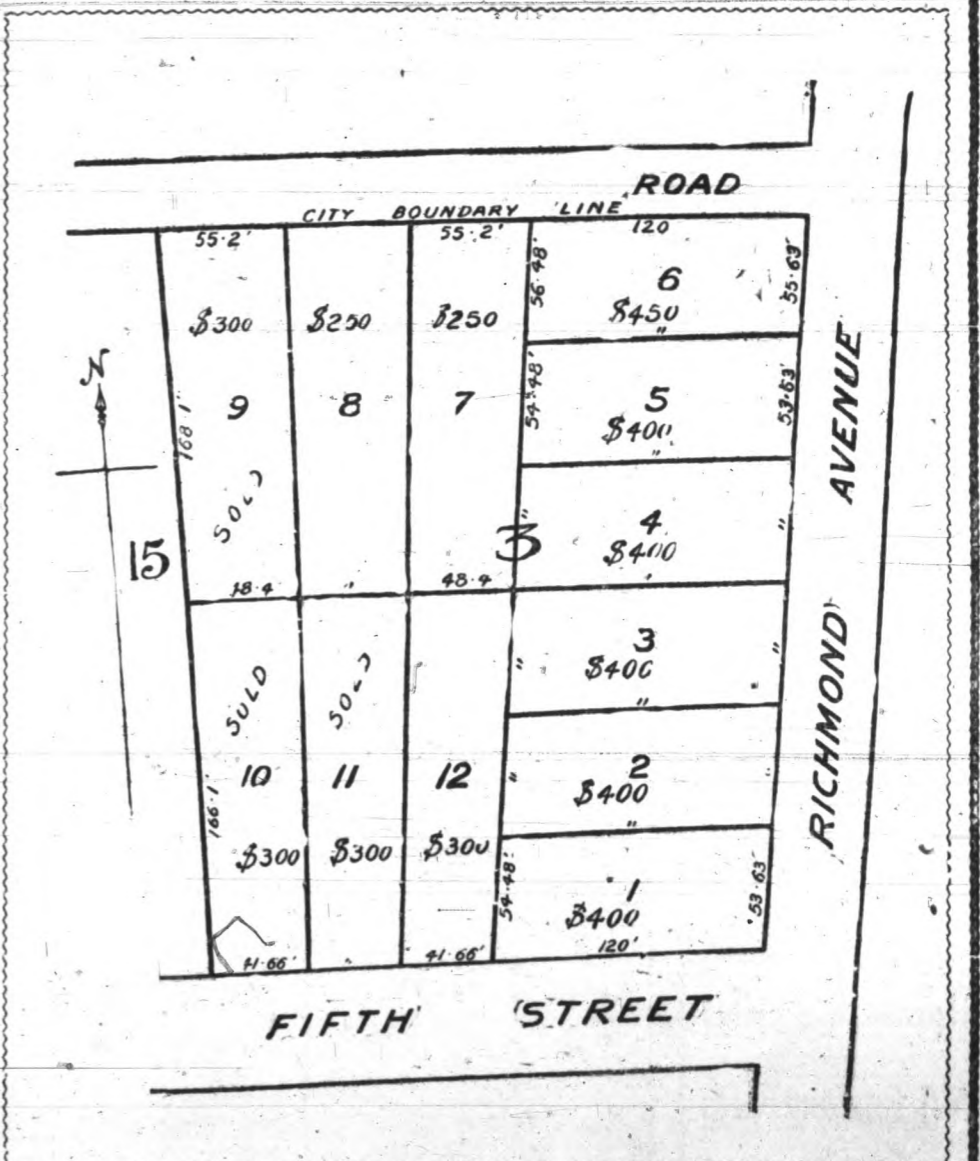 ROAD
CITY BOUNDARY LINE
55·2' 55·2' 120
56·48' 55·63'
6
$450
"
$300 $250 $250
N
9 8 7
168·1'
54·48' 53·63'
5
$400
"
AVENUE
SOLD
4
$400
"
"
3
15
48·4 " 48·4
"
3
$400
"
"
"
RICHMOND
SOLD SOLD
10 11 12
166·1'
2
$400
"
"
$300 $300 $300
54·48' 53·63'
1
$400
120'
41·66' 41·66'
FIFTH STREET